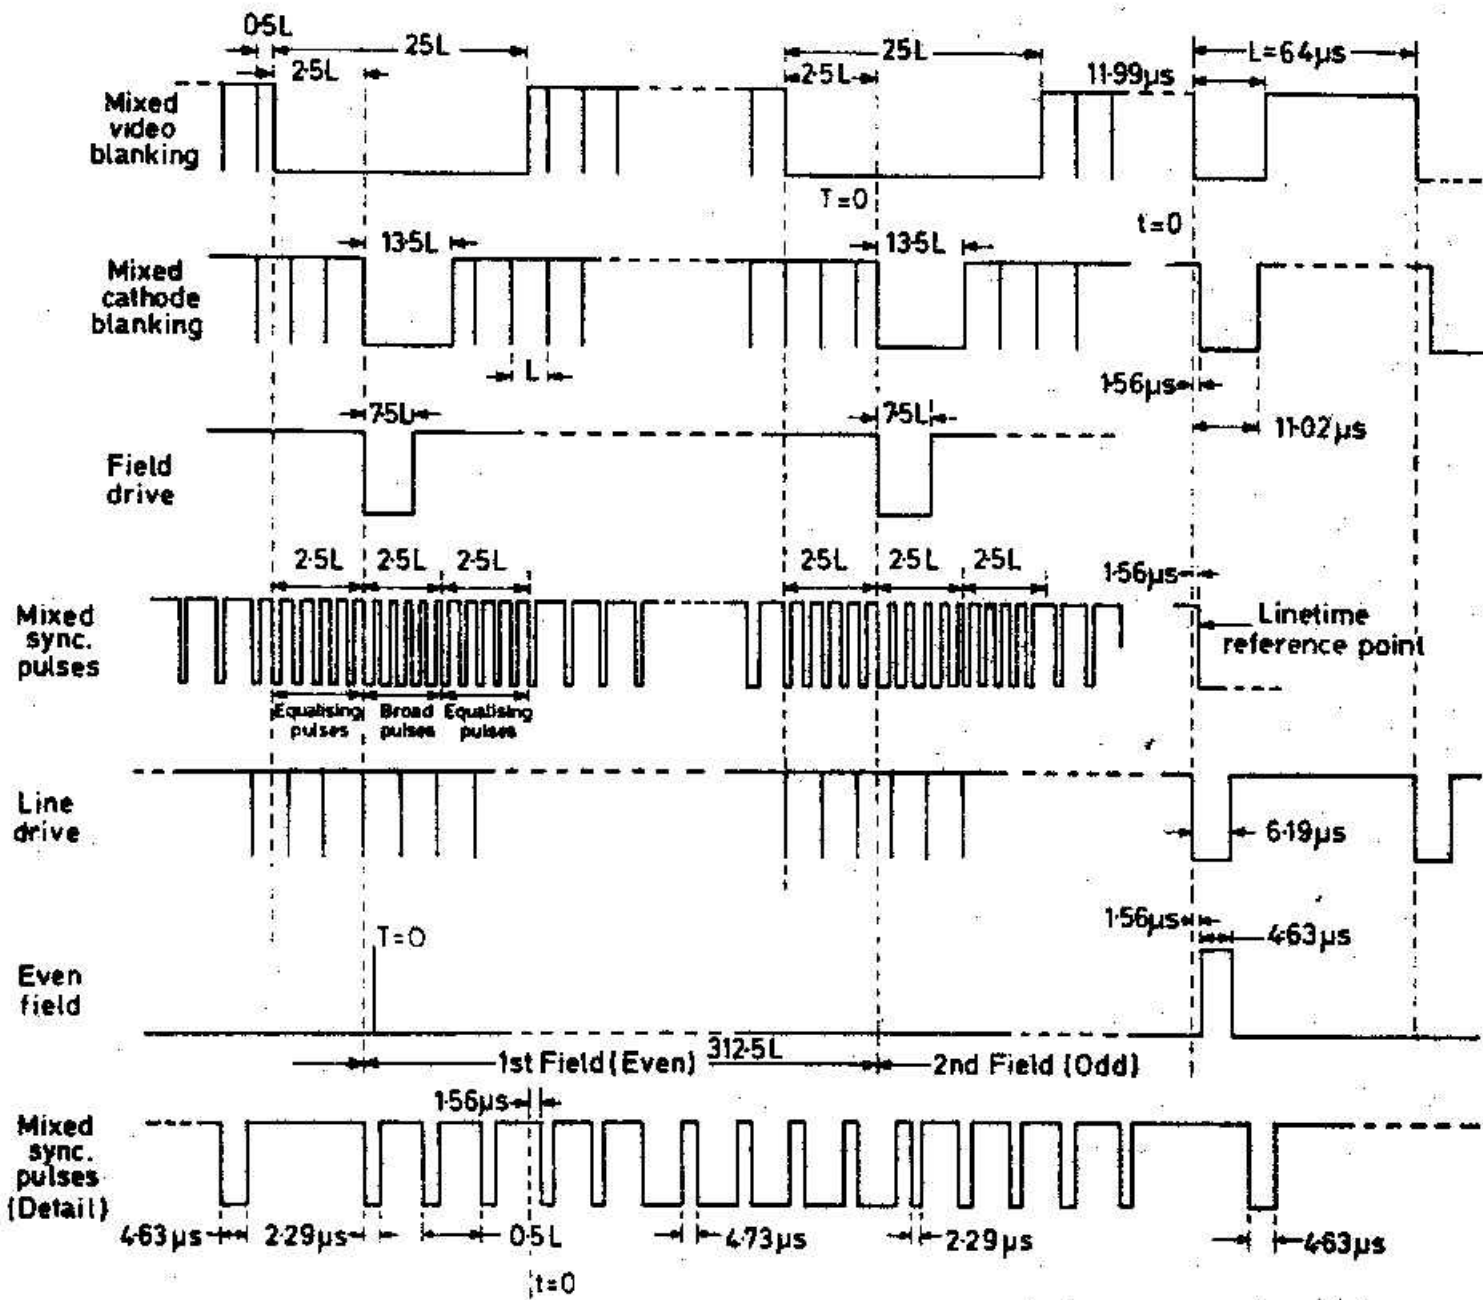 0·5L
25L
25L
L=64µs
2·5L
2·5L
11·99µs
Mixed
video
blanking
T=0
t=0
13·5L
13·5L
Mixed
cathode
blanking
L
1·56µs
7·5L
7·5L
11·02µs
Field
drive
2·5L 2·5L 2·5L
2·5L 2·5L 2·5L
1·56µs
Mixed
sync.
pulses
Linetime
reference point
Equalising
pulses
Broad
pulses
Equalising
pulses
Line
drive
6·19µs
1·56µs
4·63µs
T=0
Even
field
1st Field (Even)
312·5L
2nd Field (Odd)
1·56µs
Mixed
sync.
pulses
(Detail)
4·63µs
2·29µs
0·5L
4·73µs
2·29µs
4·63µs
t=0